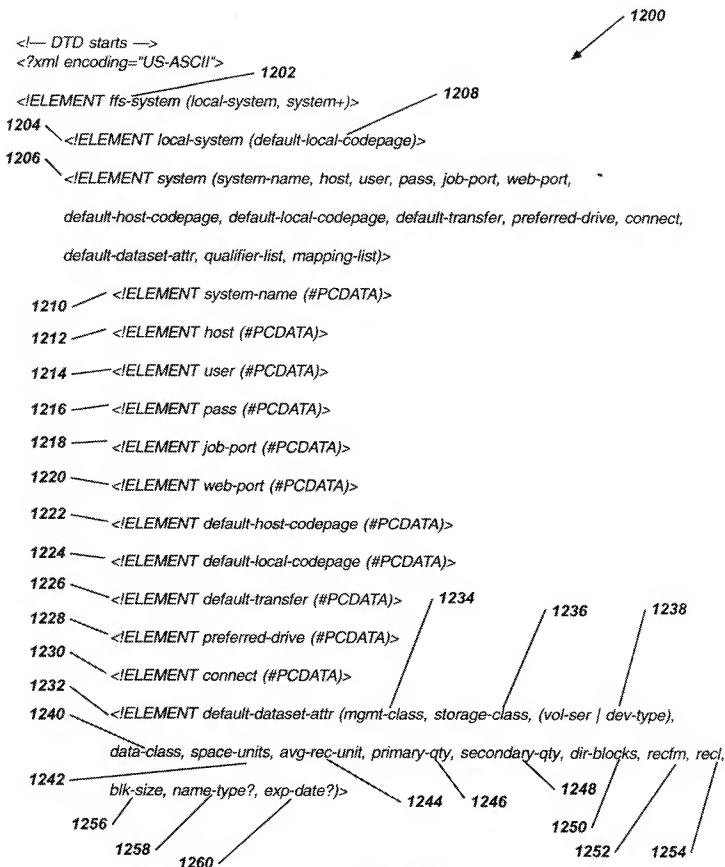 1200
<!— DTD starts —>
<?xml encoding="US-ASCII">
1202
<!ELEMENT ffs-system (local-system, system+)>
1208
1204
<!ELEMENT local-system (default-local-codepage)>
1206
<!ELEMENT system (system-name, host, user, pass, job-port, web-port,
default-host-codepage, default-local-codepage, default-transfer, preferred-drive, connect,
default-dataset-attr, qualifier-list, mapping-list)>
1210 <!ELEMENT system-name (#PCDATA)>
1212 <!ELEMENT host (#PCDATA)>
1214 <!ELEMENT user (#PCDATA)>
1216 <!ELEMENT pass (#PCDATA)>
1218 <!ELEMENT job-port (#PCDATA)>
1220 <!ELEMENT web-port (#PCDATA)>
1222 <!ELEMENT default-host-codepage (#PCDATA)>
1224 <!ELEMENT default-local-codepage (#PCDATA)>
1226 <!ELEMENT default-transfer (#PCDATA)> 1234 1236 1238
1228 <!ELEMENT preferred-drive (#PCDATA)>
1230 <!ELEMENT connect (#PCDATA)>
1232 <!ELEMENT default-dataset-attr (mgmt-class, storage-class, (vol-ser | dev-type),
1240
data-class, space-units, avg-rec-unit, primary-qty, secondary-qty, dir-blocks, recfm, recl,
1242
blk-size, name-type?, exp-date?)>
1244 1246 1248
1250
1256 1252 1254
1258
1260